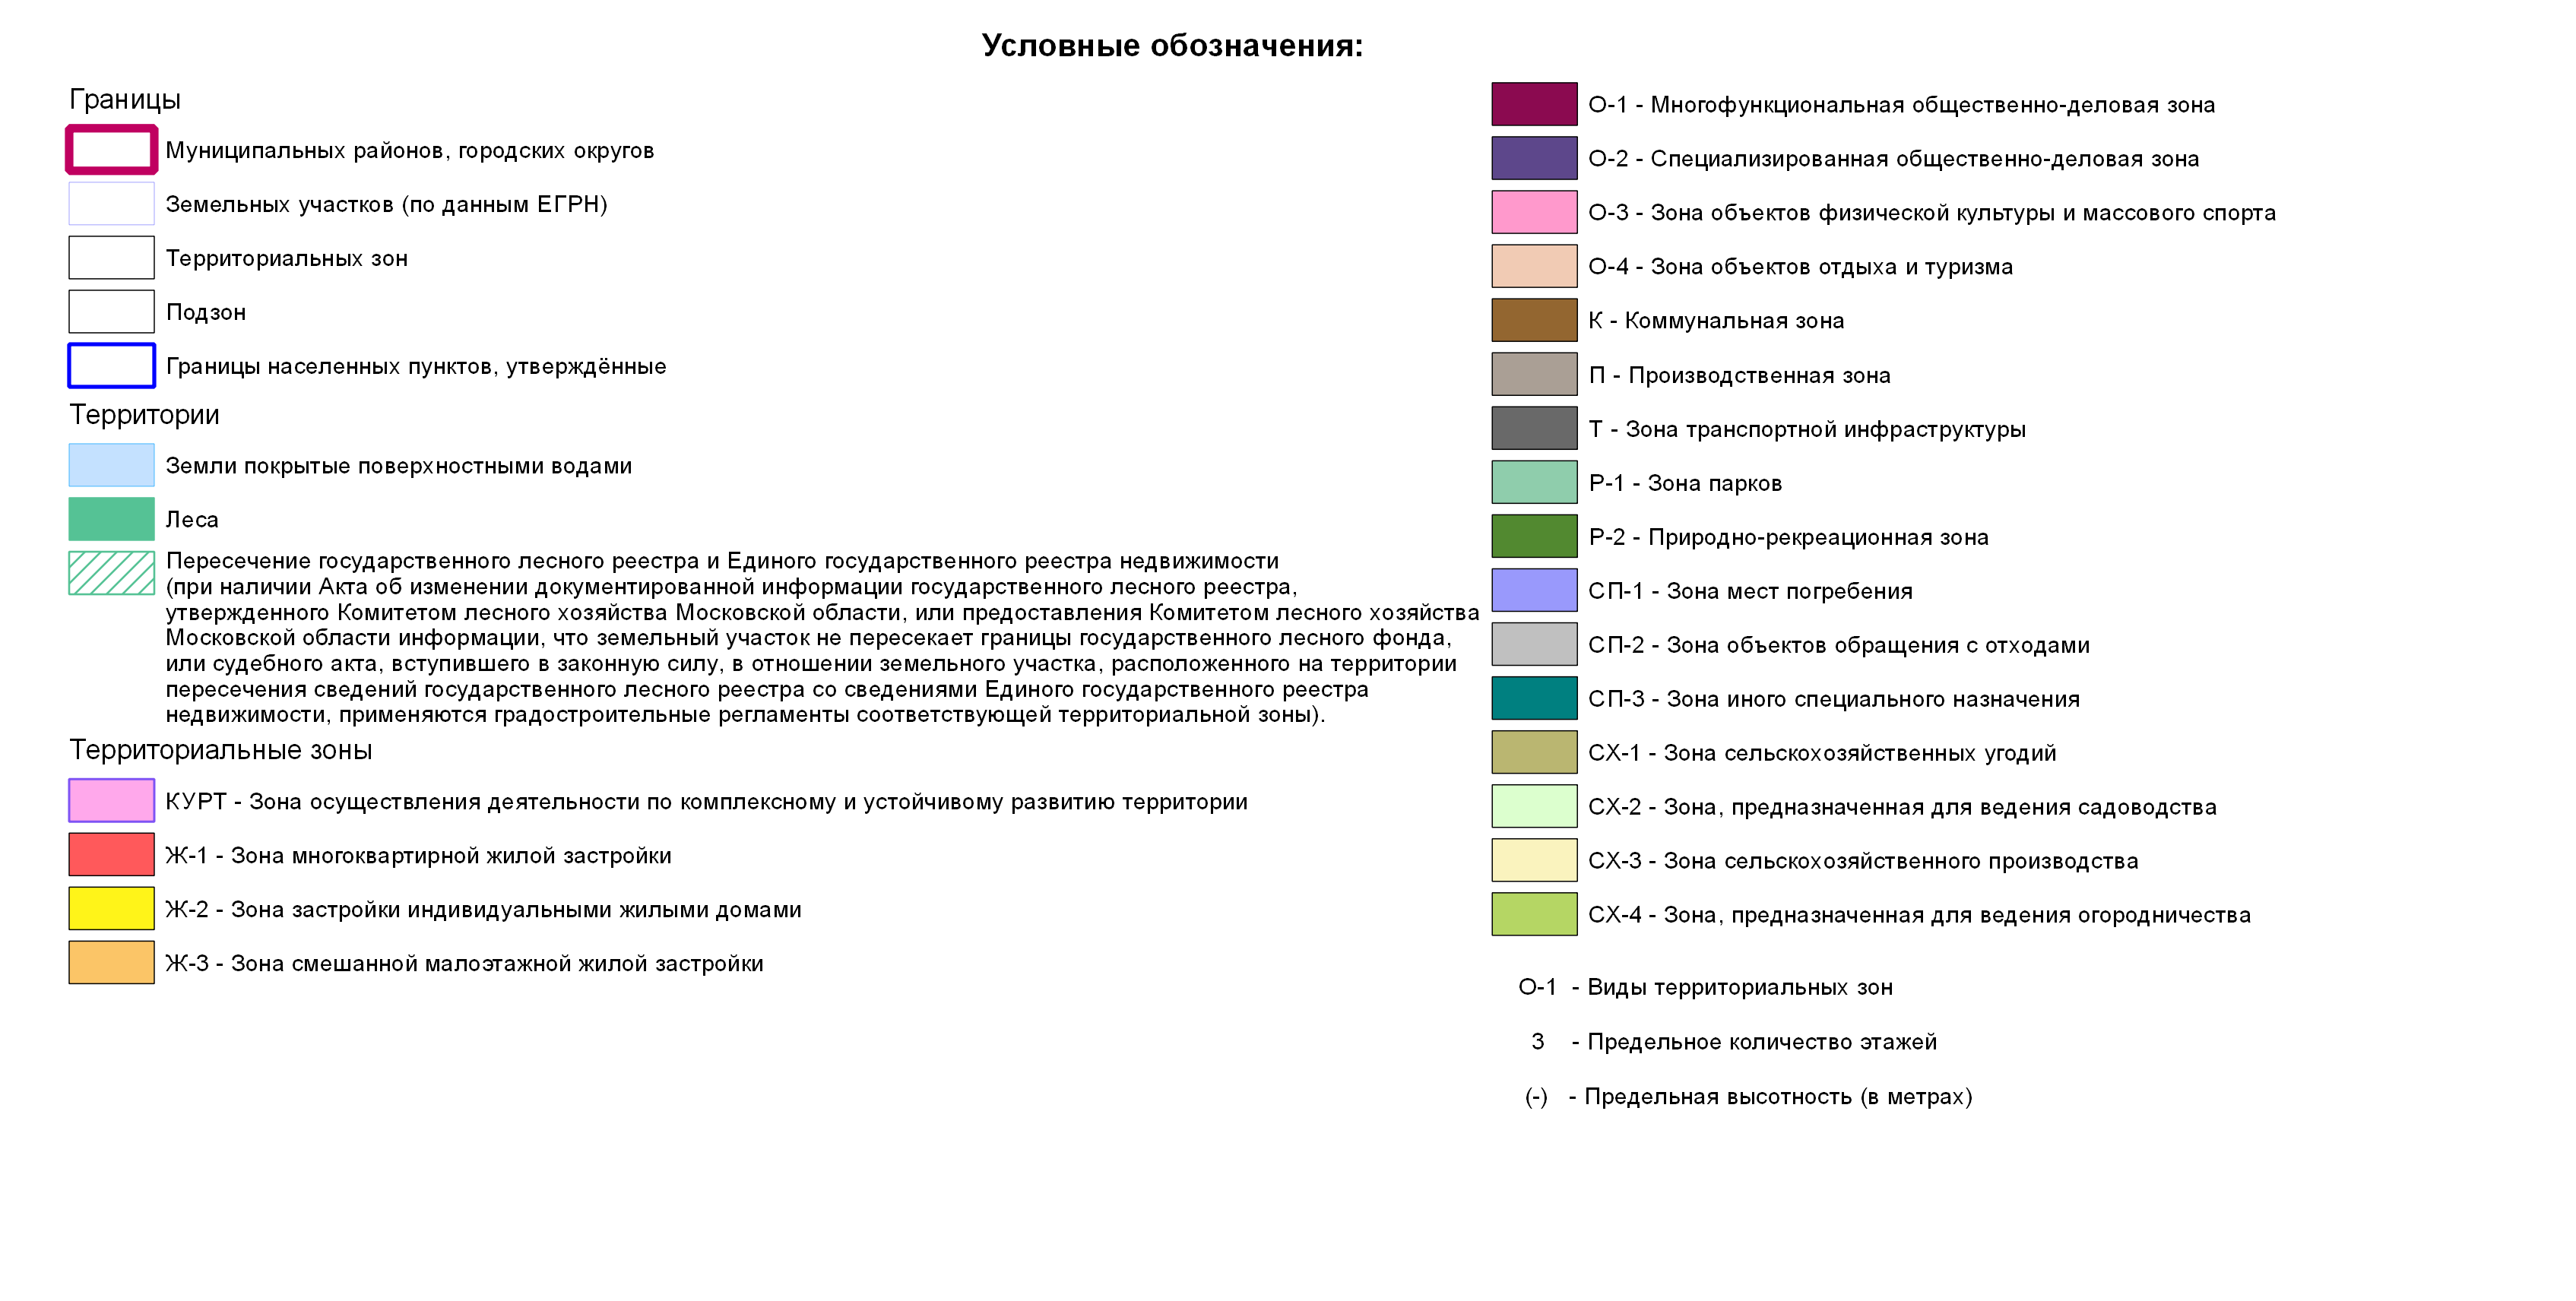 Условные обозначения:
Границы
Муниципальных районов, городских округов
Земельных участков (по данным ЕГРН)
Территориальных зон
Подзон
Границы населенных пунктов, утверждённые
Территории
Земли покрытые поверхностными водами
Леса
Пересечение государственного лесного реестра и Единого государственного реестра недвижимости
(при наличии Акта об изменении документированной информации государственного лесного реестра,
утвержденного Комитетом лесного хозяйства Московской области, или предоставления Комитетом лесного хозяйства
Московской области информации, что земельный участок не пересекает границы государственного лесного фонда,
или судебного акта, вступившего в законную силу, в отношении земельного участка, расположенного на территории
пересечения сведений государственного лесного реестра со сведениями Единого государственного реестра
недвижимости, применяются градостроительные регламенты соответствующей территориальной зоны).
Территориальные зоны
КУРТ - Зона осуществления деятельности по комплексному и устойчивому развитию территории
Ж-1 - Зона многоквартирной жилой застройки
Ж-2 - Зона застройки индивидуальными жилыми домами
Ж-3 - Зона смешанной малоэтажной жилой застройки
О-1 - Многофункциональная общественно-деловая зона
О-2 - Специализированная общественно-деловая зона
О-3 - Зона объектов физической культуры и массового спорта
О-4 - Зона объектов отдыха и туризма
К - Коммунальная зона
П - Производственная зона
Т - Зона транспортной инфраструктуры
Р-1 - Зона парков
Р-2 - Природно-рекреационная зона
СП-1 - Зона мест погребения
СП-2 - Зона объектов обращения с отходами
СП-3 - Зона иного специального назначения
СХ-1 - Зона сельскохозяйственных угодий
СХ-2 - Зона, предназначенная для ведения садоводства
СХ-3 - Зона сельскохозяйственного производства
СХ-4 - Зона, предназначенная для ведения огородничества
О-1 - Виды территориальных зон
3 - Предельное количество этажей
(-) - Предельная высотность (в метрах)